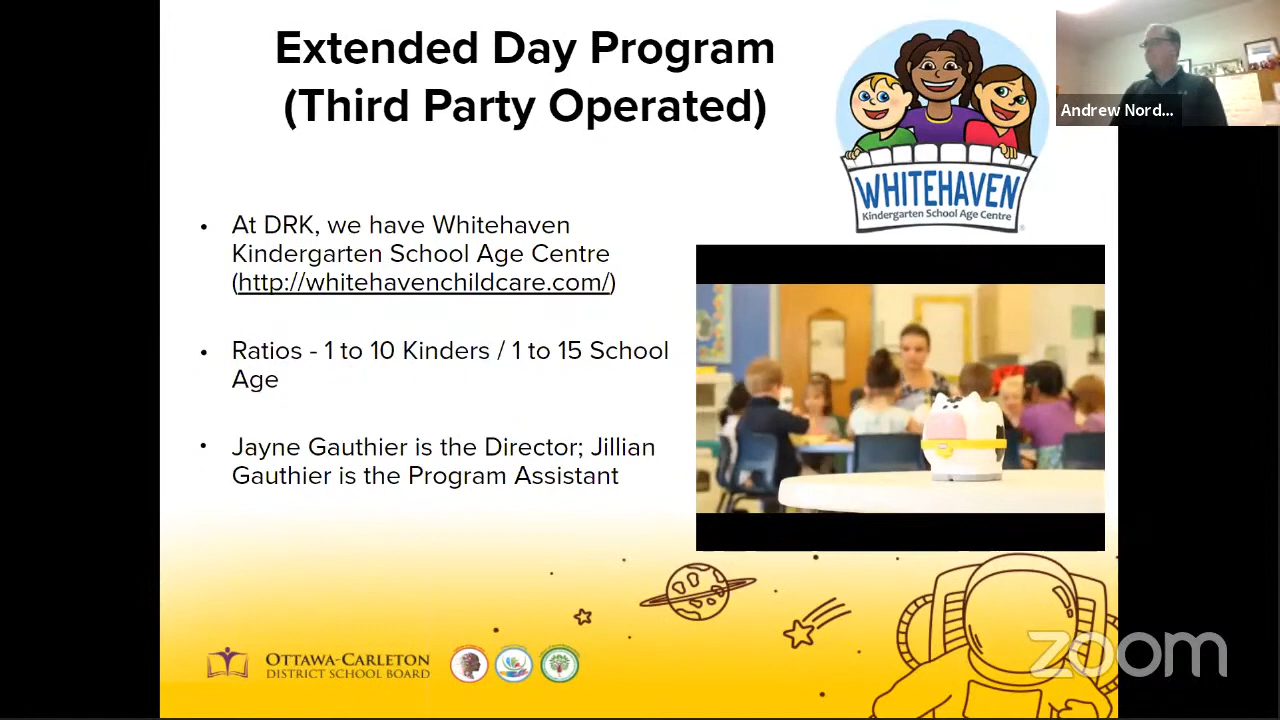 Extended Day Program
(Third Party Operated)
WHITEHAVEN
Kindergarten School Age Centre
Andrew Nord...
• At DRK, we have Whitehaven
Kindergarten School Age Centre
(http://whitehavenchildcare.com/)
• Ratios - 1 to 10 Kinders / 1 to 15 School
Age
• Jayne Gauthier is the Director; Jillian
Gauthier is the Program Assistant
OTTAWA-CARLETON
DISTRICT SCHOOL BOARD
zoom